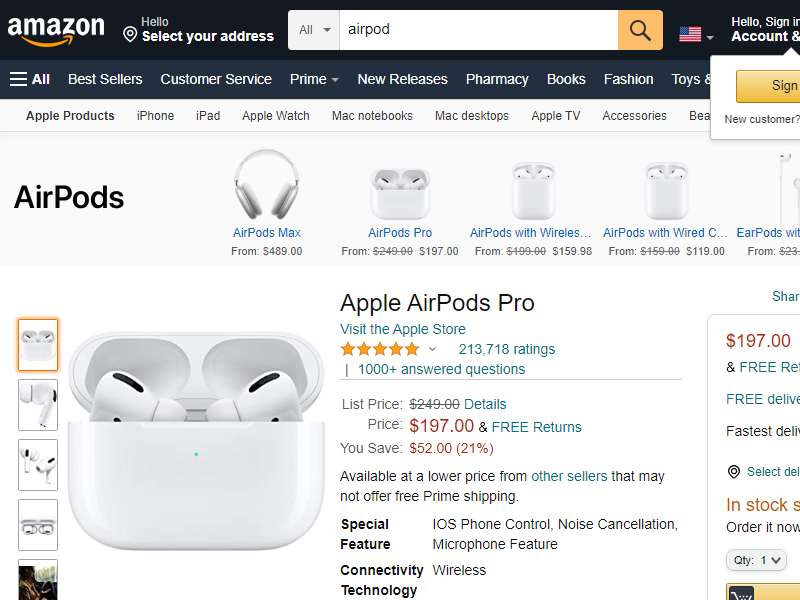 amazon
Hello
Select your address
All
airpod
Hello, Sign in
Account &
All Best Sellers Customer Service Prime New Releases Pharmacy Books Fashion Toys &
Sign
New customer?
Apple Products iPhone iPad Apple Watch Mac notebooks Mac desktops Apple TV Accessories Bea
AirPods
AirPods Max
From: $489.00
AirPods Pro
From: $249.00 $197.00
AirPods with Wireles...
From: $199.00 $159.98
AirPods with Wired C...
From: $159.00 $119.00
EarPods wit
From: $23.
Shar
Apple AirPods Pro
Visit the Apple Store
213,718 ratings
| 1000+ answered questions
List Price: $249.00 Details
Price: $197.00 & FREE Returns
You Save: $52.00 (21%)
Available at a lower price from other sellers that may
not offer free Prime shipping.
Special
Feature
IOS Phone Control, Noise Cancellation,
Microphone Feature
Connectivity
Technology
Wireless
$197.00
& FREE Ret
FREE delive
Fastest deli
Select del
In stock s
Order it now
Qty: 1